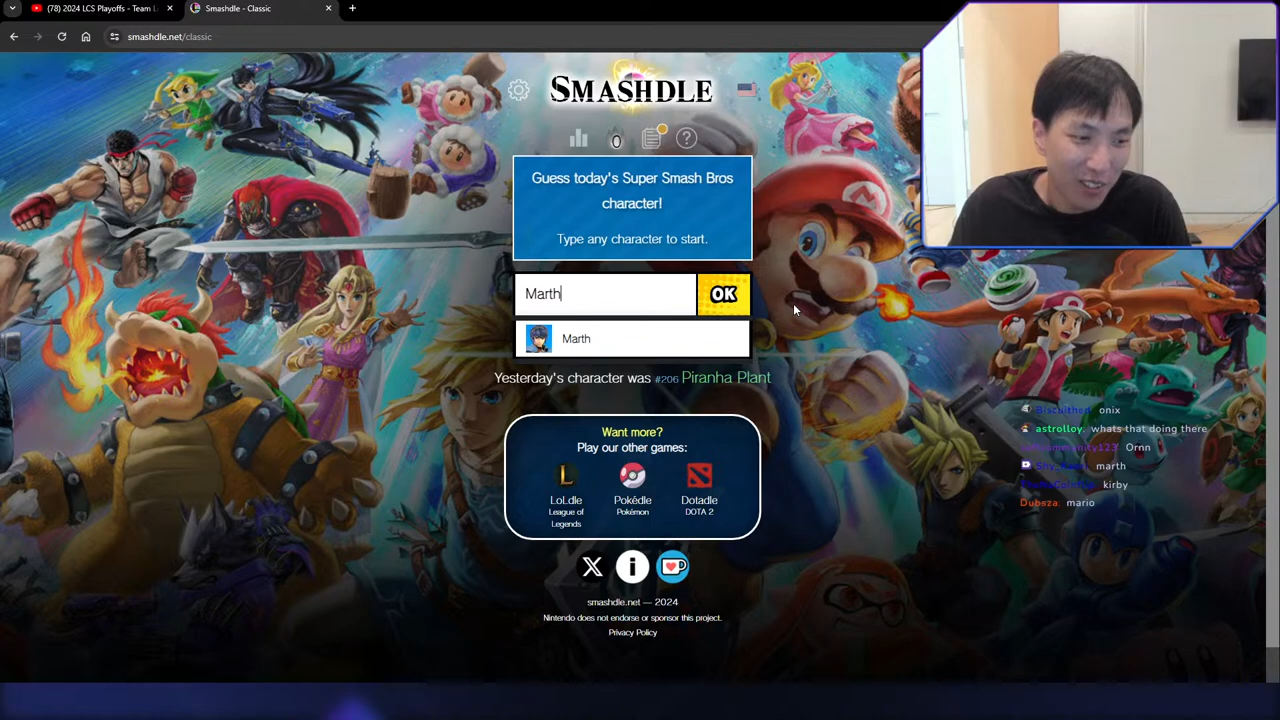 (78) 2024 LCS Playoffs - Team L
Smashdle - Classic
smashdle.net/classic
SMASHDLE
Guess today's Super Smash Bros
character!
Type any character to start.
Marth
OK
Marth
Yesterday's character was #206 Piranha Plant
Want more?
Play our other games:
LoLdle
League of
Legends
Pokédle
Pokémon
Dotadle
DOTA 2
smashdle.net — 2024
Nintendo does not endorse or sponsor this project.
Privacy Policy
onix
astrolloy: whats that doing there
Ornn
marth
kirby
Dubsza: mario